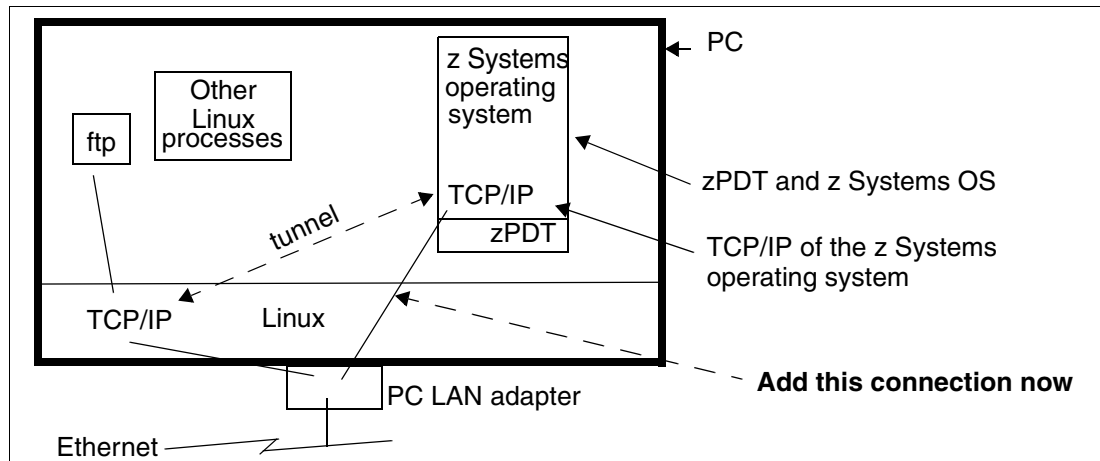 PC
z Systems
operating
system
Other
Linux
processes
ftp
zPDT and z Systems OS
TCP/IP
tunnel
zPDT
TCP/IP of the z Systems
operating system
TCP/IP
Linux
Add this connection now
PC LAN adapter
Ethernet